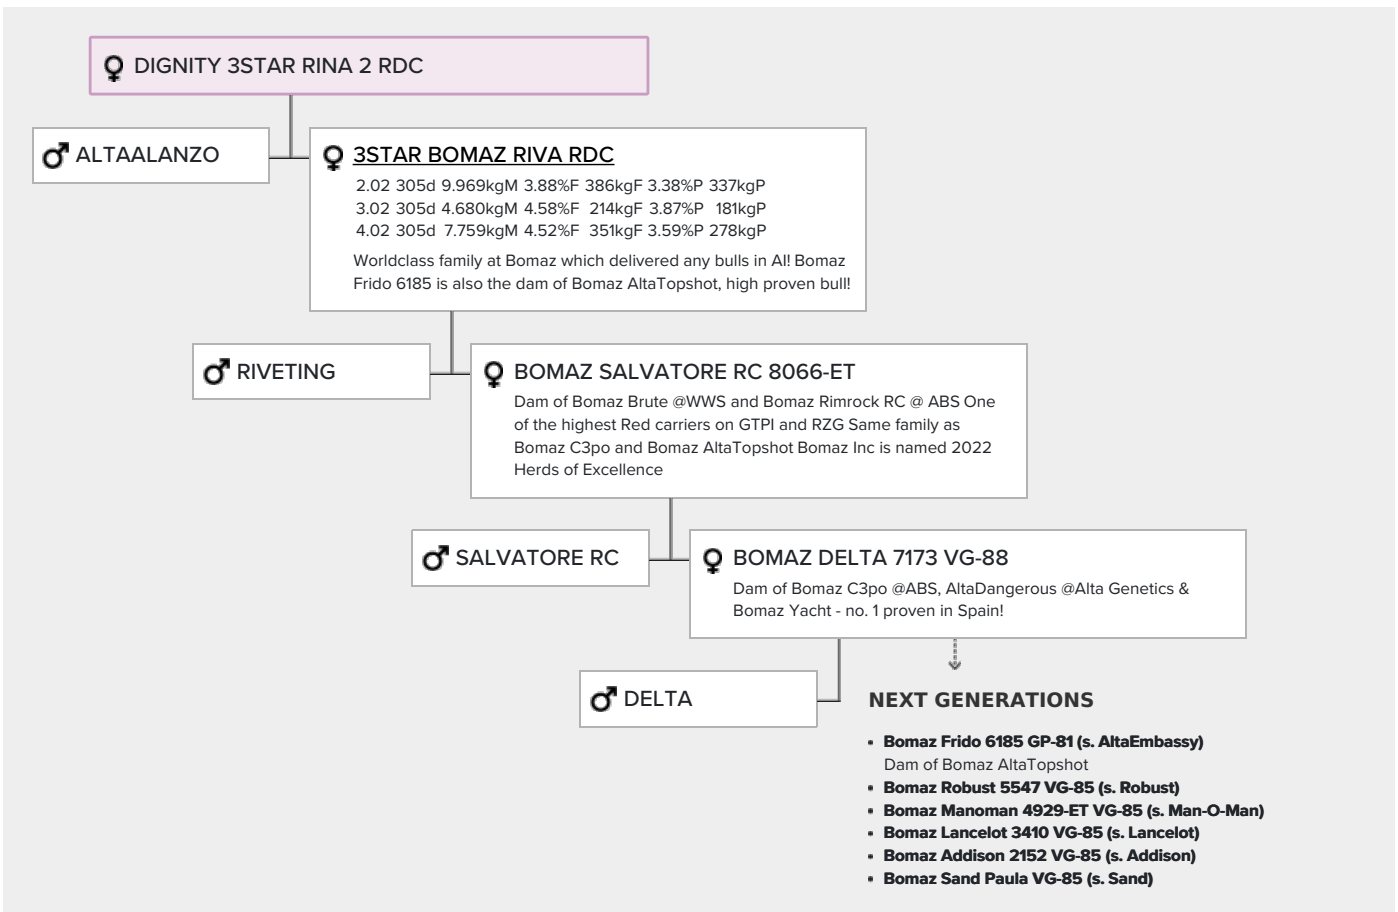 DIGNITY 3STAR RINA 2 RDC
ALTAALANZO
3STAR BOMAZ RIVA RDC
2.02 305d 9.969kgM 3.88%F 386kgF 3.38%P 337kgP
3.02 305d 4.680kgM 4.58%F 214kgF 3.87%P 181kgP
4.02 305d 7.759kgM 4.52%F 351kgF 3.59%P 278kgP
Worldclass family at Bomaz which delivered any bulls in AI! Bomaz
Frido 6185 is also the dam of Bomaz AltaTopshot, high proven bull!
RIVETING
BOMAZ SALVATORE RC 8066-ET
Dam of Bomaz Brute @WWS and Bomaz Rimrock RC @ ABS One
of the highest Red carriers on GTPI and RZG Same family as
Bomaz C3po and Bomaz AltaTopshot Bomaz Inc is named 2022
Herds of Excellence
SALVATORE RC
BOMAZ DELTA 7173 VG-88
Dam of Bomaz C3po @ABS, AltaDangerous @Alta Genetics &
Bomaz Yacht - no. 1 proven in Spain!
DELTA
NEXT GENERATIONS
• Bomaz Frido 6185 GP-81 (s. AltaEmbassy)
Dam of Bomaz AltaTopshot
• Bomaz Robust 5547 VG-85 (s. Robust)
• Bomaz Manoman 4929-ET VG-85 (s. Man-O-Man)
• Bomaz Lancelot 3410 VG-85 (s. Lancelot)
• Bomaz Addison 2152 VG-85 (s. Addison)
• Bomaz Sand Paula VG-85 (s. Sand)